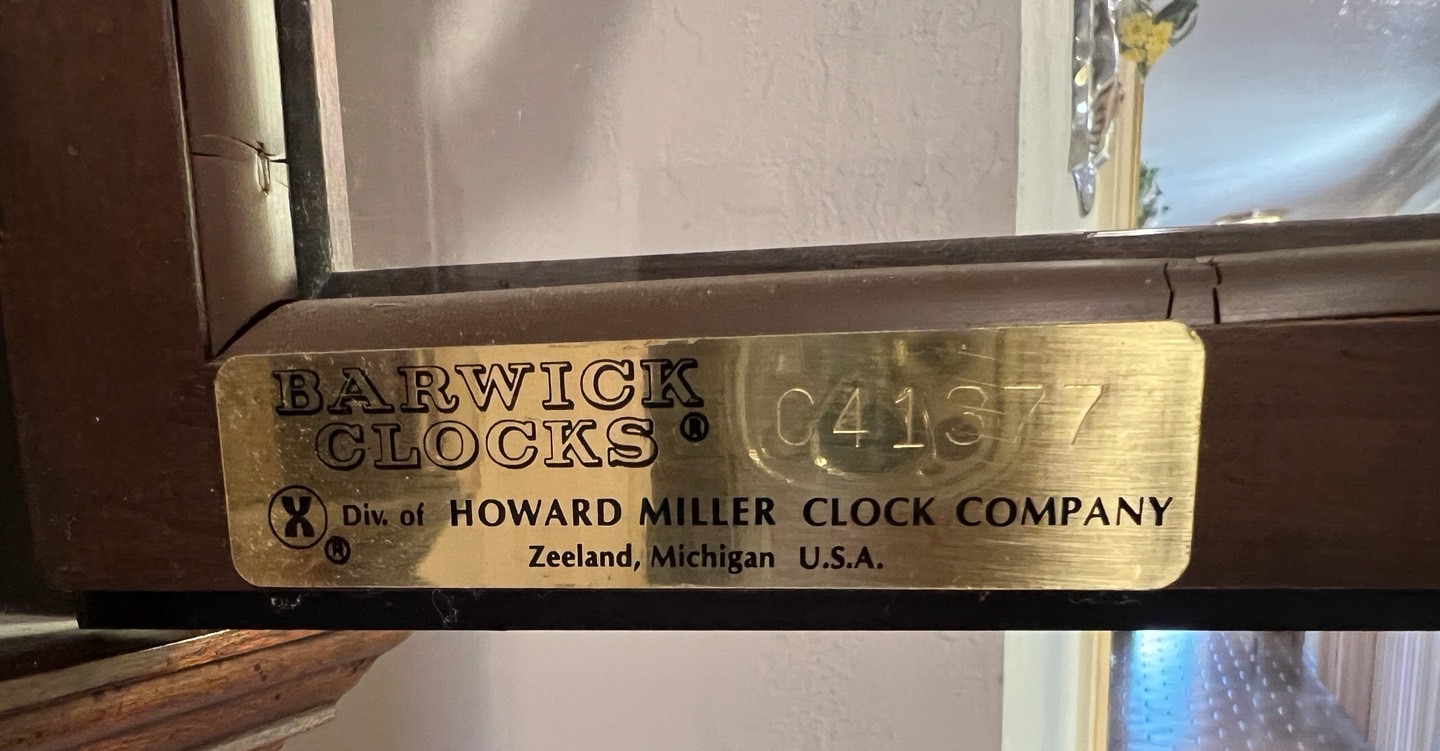 BARWICK
CLOCKS ®
C41377
Div. of HOWARD MILLER CLOCK COMPANY
®
Zeeland, Michigan U.S.A.